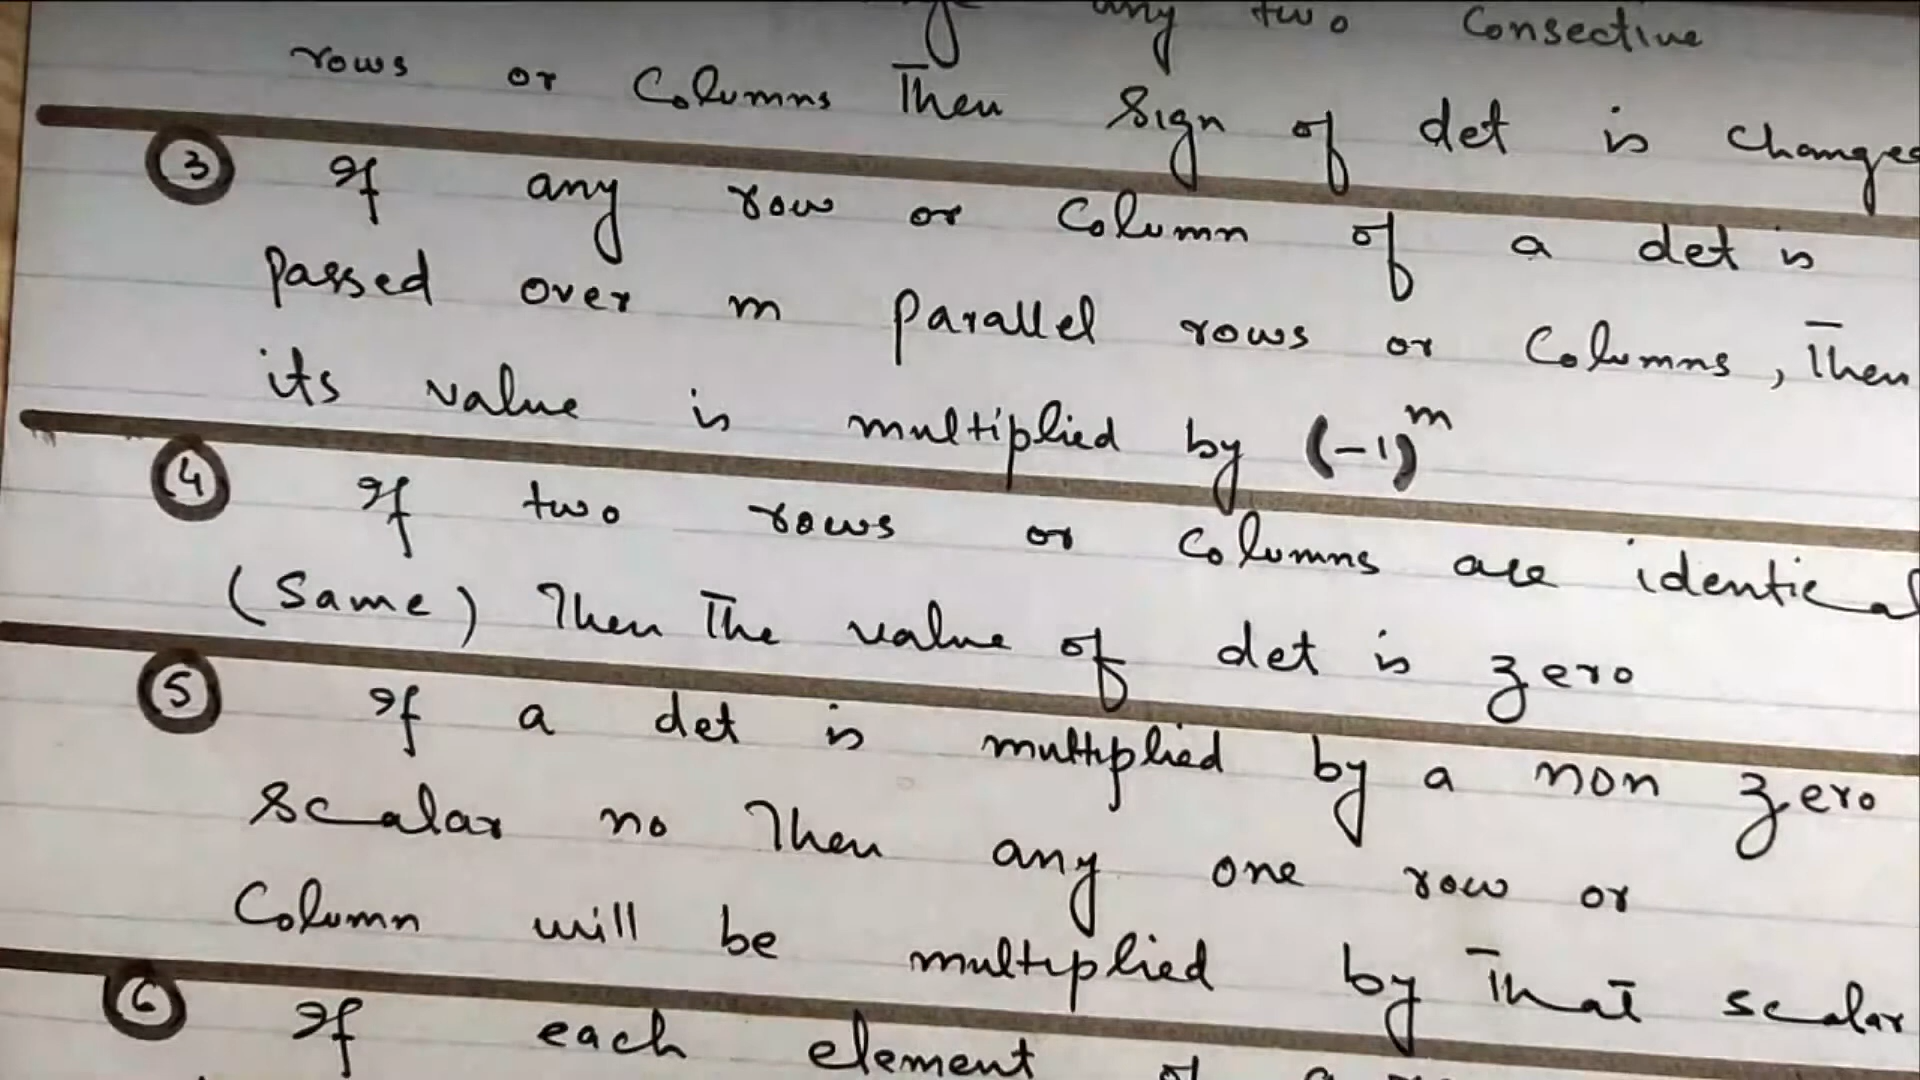 any two Consective
rows or Columns Then Sign of det is changes
3 If any row or Column of a det is
passed over m parallel rows or Columns, Then
its value is multiplied by (-1)^m
4 If two rows or Columns are identical
(Same) Then The value of det is zero
5 If a det is multiplied by a non zero
Scalar no Then any one row or
Column will be multiplied by That scalar
6 If each element of a